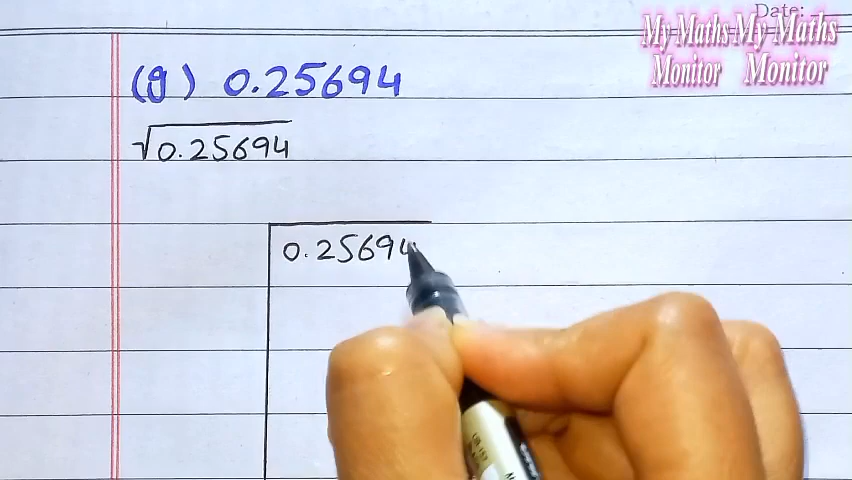 Date:
My Maths My Maths
Monitor Monitor
(g) 0.25694
√0.25694
0.25694